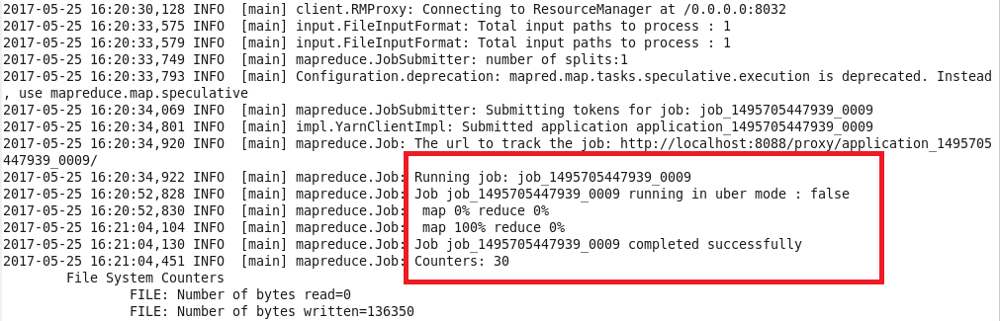 2017-05-25 16:20:30,128 INFO  [main] client.RMProxy: Connecting to ResourceManager at /0.0.0.0:8032
2017-05-25 16:20:33,575 INFO  [main] input.FileInputFormat: Total input paths to process : 1
2017-05-25 16:20:33,579 INFO  [main] input.FileInputFormat: Total input paths to process : 1
2017-05-25 16:20:33,749 INFO  [main] mapreduce.JobSubmitter: number of splits:1
2017-05-25 16:20:33,793 INFO  [main] Configuration.deprecation: mapred.map.tasks.speculative.execution is deprecated. Instead
, use mapreduce.map.speculative
2017-05-25 16:20:34,069 INFO  [main] mapreduce.JobSubmitter: Submitting tokens for job: job_1495705447939_0009
2017-05-25 16:20:34,801 INFO  [main] impl.YarnClientImpl: Submitted application application_1495705447939_0009
2017-05-25 16:20:34,920 INFO  [main] mapreduce.Job: The url to track the job: http://localhost:8088/proxy/application_1495705
447939_0009/
2017-05-25 16:20:34,922 INFO  [main] mapreduce.Job: Running job: job_1495705447939_0009
2017-05-25 16:20:52,828 INFO  [main] mapreduce.Job: Job job_1495705447939_0009 running in uber mode : false
2017-05-25 16:20:52,830 INFO  [main] mapreduce.Job:  map 0% reduce 0%
2017-05-25 16:21:04,104 INFO  [main] mapreduce.Job:  map 100% reduce 0%
2017-05-25 16:21:04,130 INFO  [main] mapreduce.Job: Job job_1495705447939_0009 completed successfully
2017-05-25 16:21:04,451 INFO  [main] mapreduce.Job: Counters: 30
        File System Counters
                FILE: Number of bytes read=0
                FILE: Number of bytes written=136350